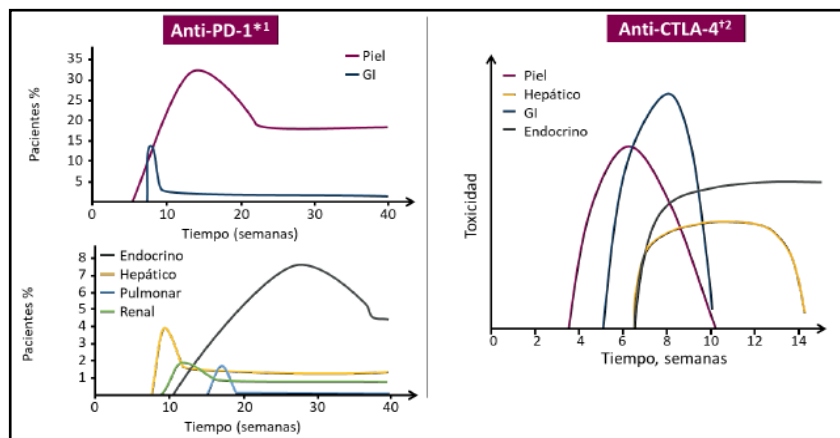 Anti-PD-1*1
Piel
GI
Pacientes %
35
30
25
20
15
10
5
0 10 20 30 40
Tiempo (semanas)
Endocrino
Hepático
Pulmonar
Renal
Pacientes %
8
7
6
5
4
3
2
1
0 10 20 30 40
Tiempo (semanas)
Anti-CTLA-4†2
Piel
Hepático
GI
Endocrino
Toxicidad
0 2 4 6 8 10 12 14
Tiempo, semanas